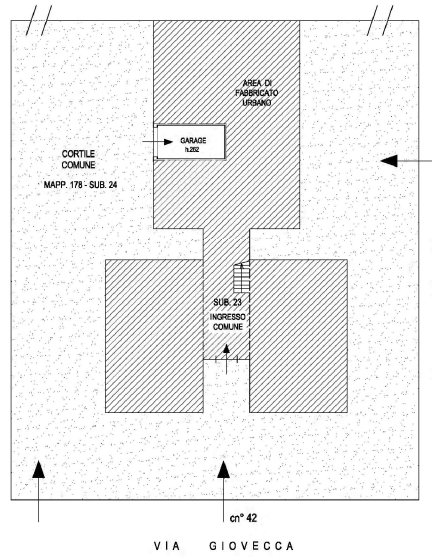 AREA DI
FABBRICATO
URBANO
GARAGE
h.262
CORTILE
COMUNE
MAPP. 178 - SUB. 24
SUB. 23
INGRESSO
COMUNE
cn° 42
VIA GIOVECCA